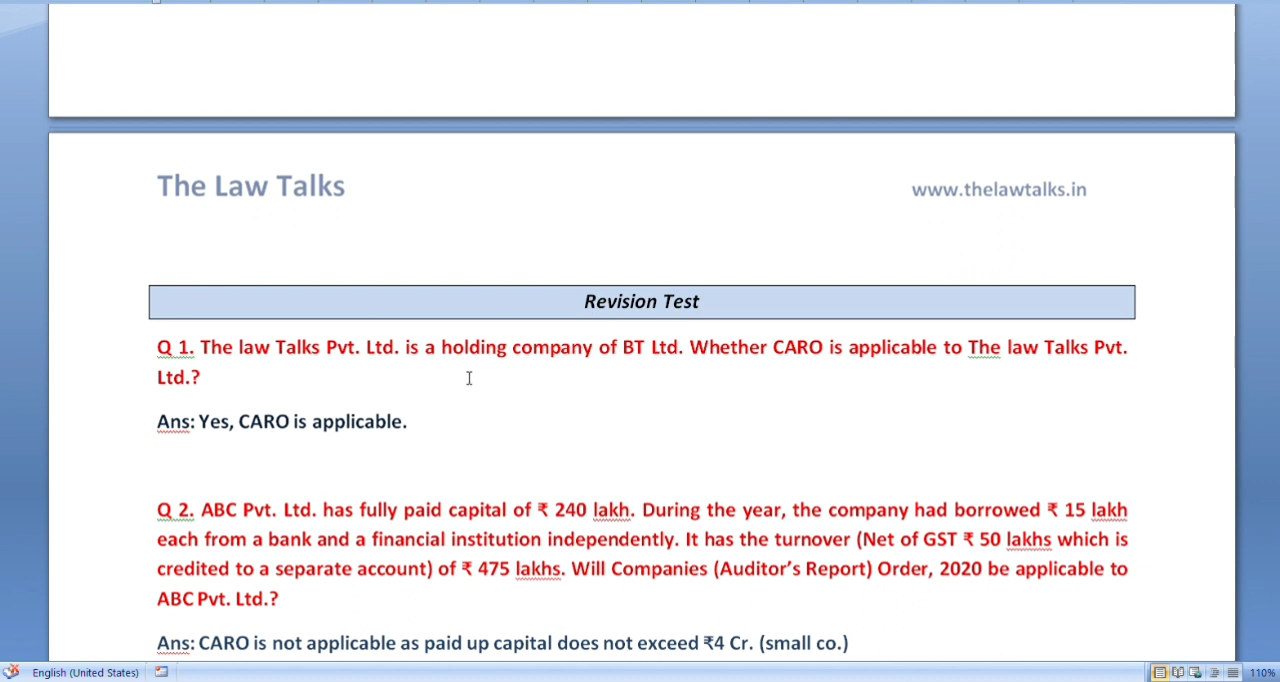 The Law Talks
www.thelawtalks.in
Revision Test
Q 1. The law Talks Pvt. Ltd. is a holding company of BT Ltd. Whether CARO is applicable to The law Talks Pvt.
Ltd.?
Ans: Yes, CARO is applicable.
Q 2. ABC Pvt. Ltd. has fully paid capital of ₹ 240 lakh. During the year, the company had borrowed ₹ 15 lakh
each from a bank and a financial institution independently. It has the turnover (Net of GST ₹ 50 lakhs which is
credited to a separate account) of ₹ 475 lakhs. Will Companies (Auditor’s Report) Order, 2020 be applicable to
ABC Pvt. Ltd.?
Ans: CARO is not applicable as paid up capital does not exceed ₹4 Cr. (small co.)
English (United States)
110%